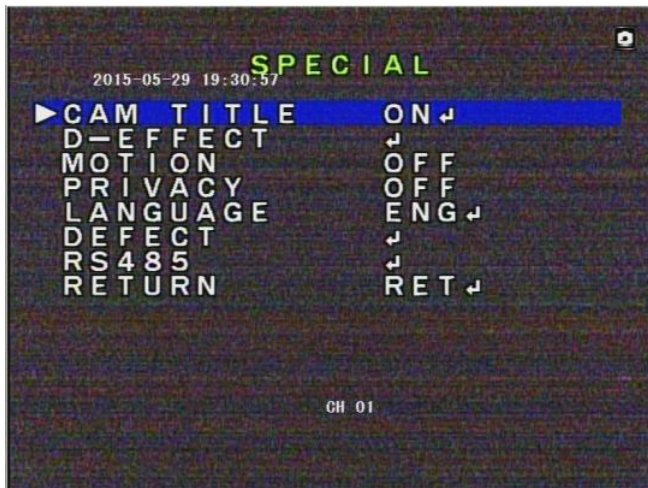 SPECIAL
2015-05-29 19:30:57
CAM TITLE ON↲
D-EFFECT ↲
MOTION OFF
PRIVACY OFF
LANGUAGE ENG↲
DEFECT ↲
RS485 ↲
RETURN RET↲
CH 01